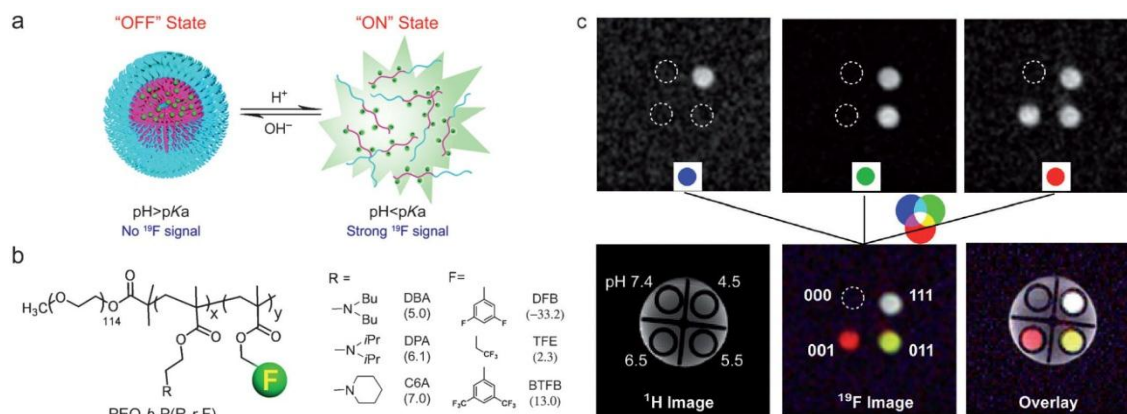 a
"OFF" State
"ON" State
H⁺
OH⁻
pH>pKa
No ¹⁹F signal
pH<pKa
Strong ¹⁹F signal
b
H₃C
O
114
O
O
x
y
O
O
O
O
R
F
R =
F=
Bu
N
Bu
DBA
(5.0)
F
F
DFB
(−33.2)
iPr
N
iPr
DPA
(6.1)
CF₃
TFE
(2.3)
N
C6A
(7.0)
F₃C
CF₃
BTFB
(13.0)
c
pH 7.4
4.5
6.5
5.5
¹H Image
000
111
001
011
¹⁹F Image
Overlay